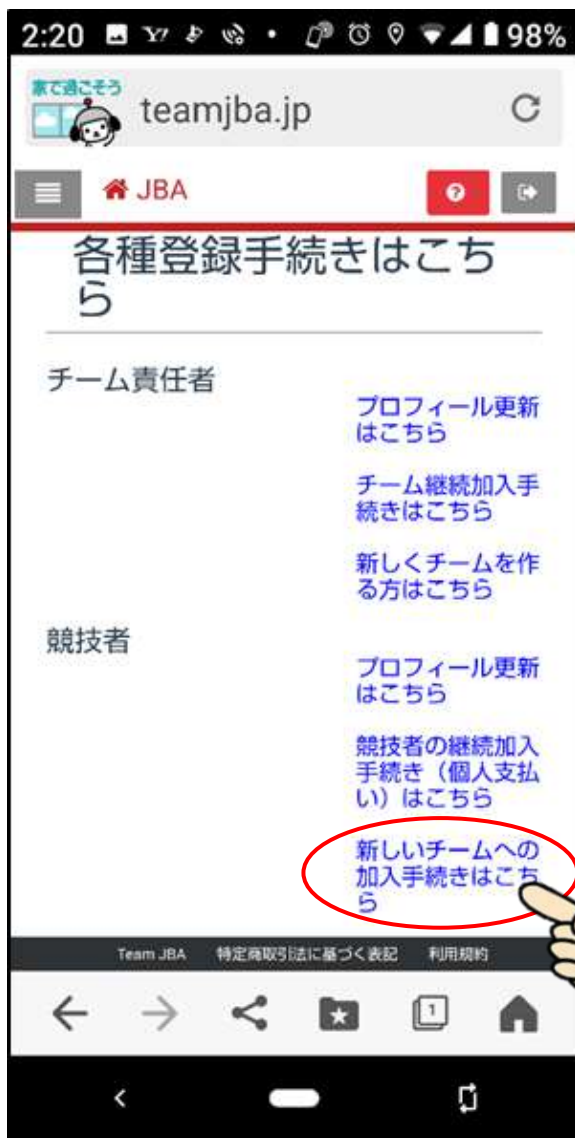 2:20 98%
家で過ごそう
teamjba.jp
JBA
各種登録手続きはこち
ら
チーム責任者
プロフィール更新
はこちら
チーム継続加入手
続きはこちら
新しくチームを作
る方はこちら
競技者
プロフィール更新
はこちら
競技者の継続加入
手続き（個人支払
い）はこちら
新しいチームへの
加入手続きはこち
ら
Team JBA 特定商取引法に基づく表記 利用規約
1